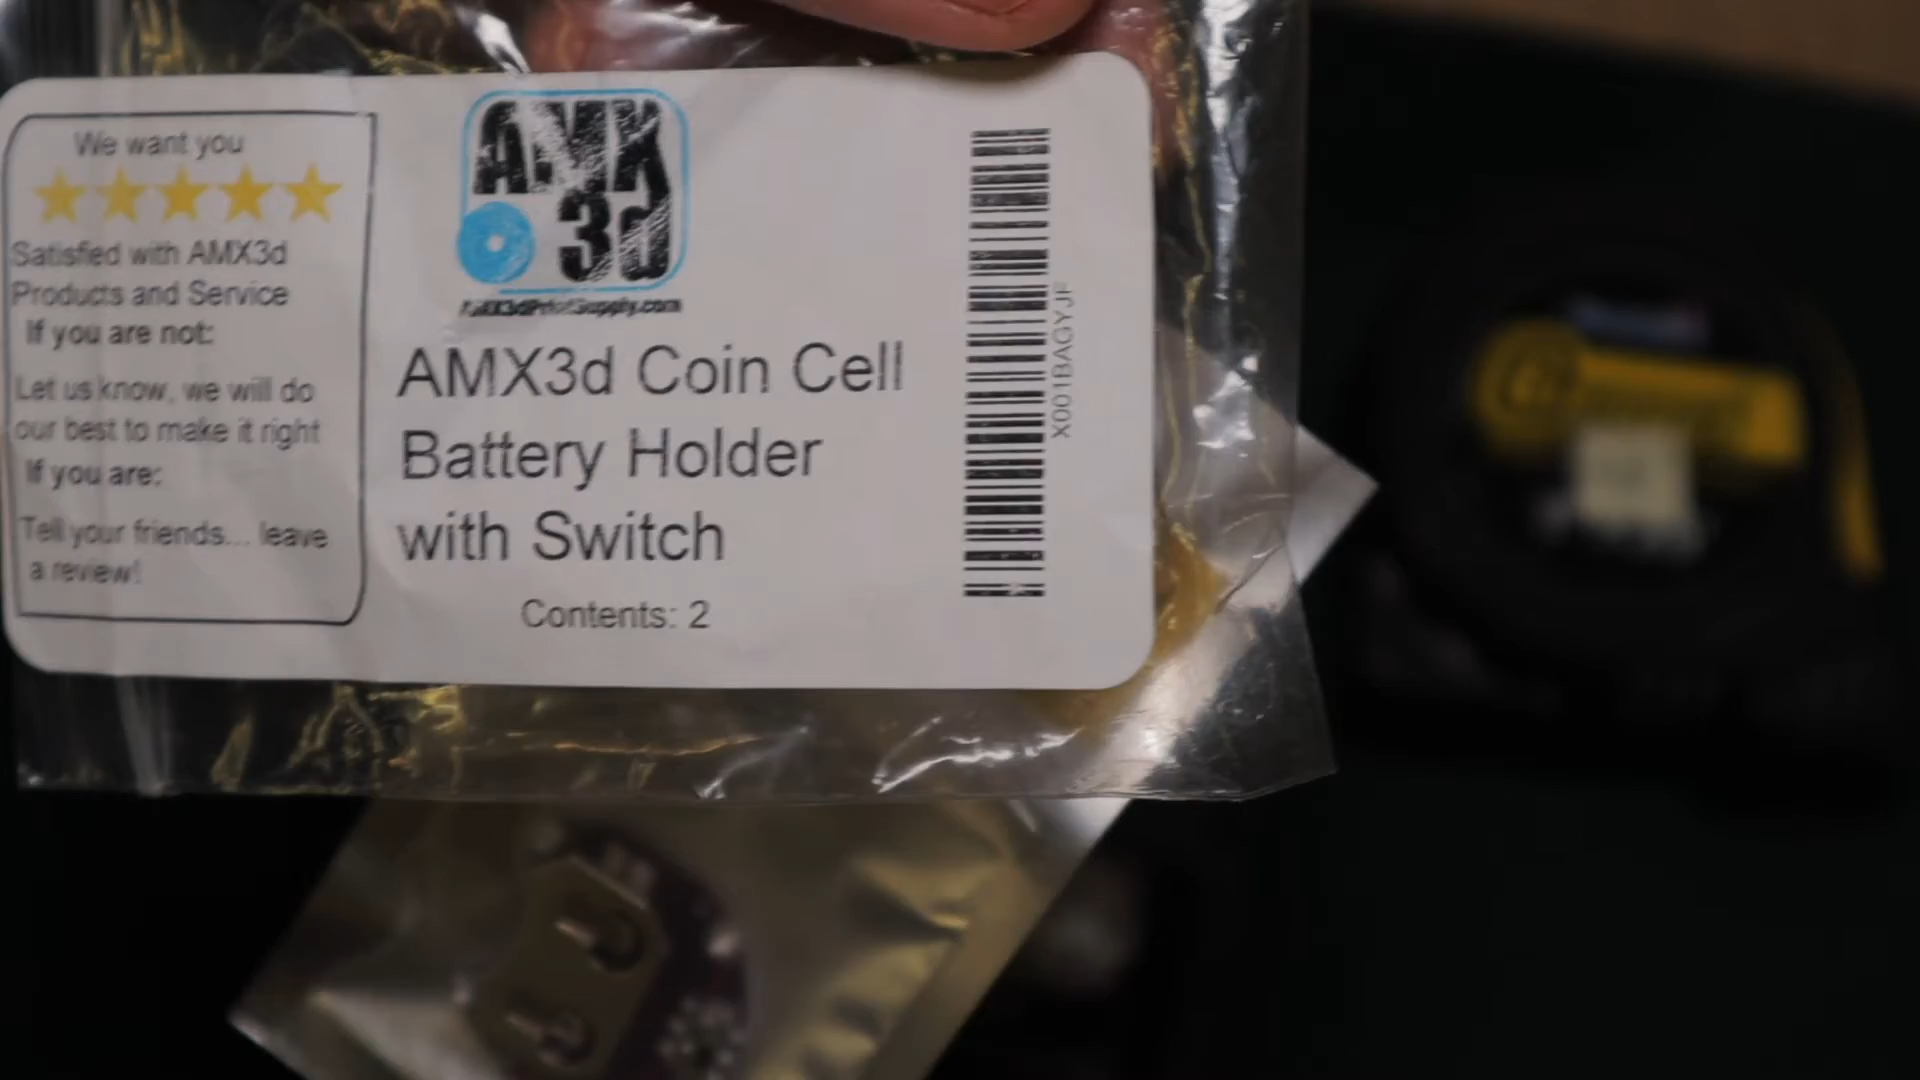 We want you
Satisfied with AMX3d
Products and Service
If you are not:
Let us know, we will do
our best to make it right
If you are:
Tell your friends... leave
a review!
AMX
3d
AMX3dPrintSupply.com
AMX3d Coin Cell
Battery Holder
with Switch
Contents: 2
X001BAGYJF